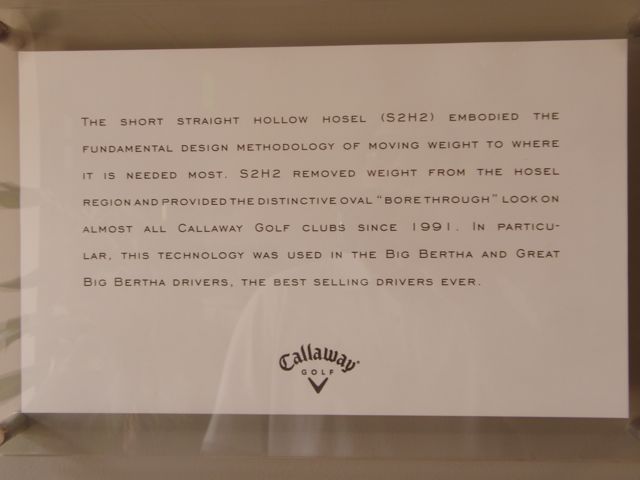 THE SHORT STRAIGHT HOLLOW HOSEL (S2H2) EMBODIED THE
FUNDAMENTAL DESIGN METHODOLOGY OF MOVING WEIGHT TO WHERE
IT IS NEEDED MOST. S2H2 REMOVED WEIGHT FROM THE HOSEL
REGION AND PROVIDED THE DISTINCTIVE OVAL "BORE THROUGH" LOOK ON
ALMOST ALL CALLAWAY GOLF CLUBS SINCE 1991. IN PARTICU-
LAR, THIS TECHNOLOGY WAS USED IN THE BIG BERTHA AND GREAT
BIG BERTHA DRIVERS, THE BEST SELLING DRIVERS EVER.
Callaway
GOLF